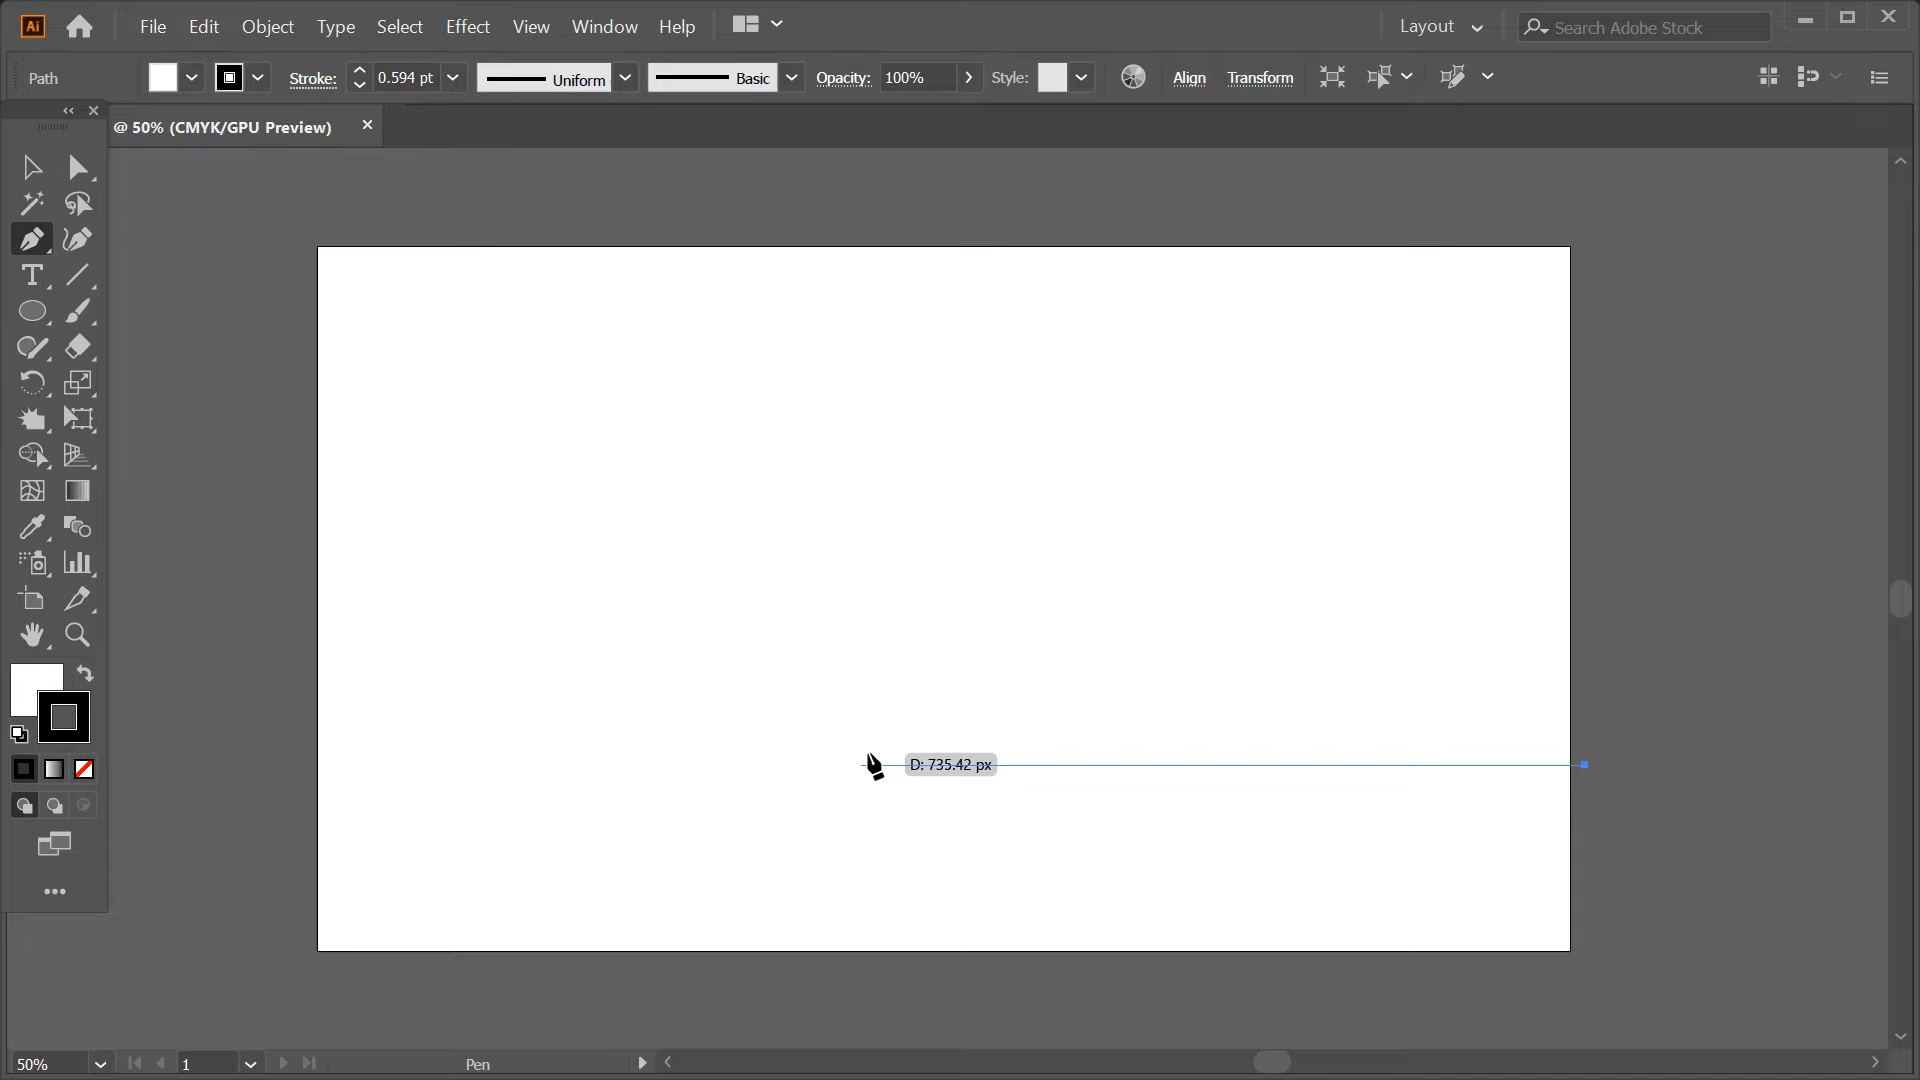 Ai File Edit Object Type Select Effect View Window Help Layout Search Adobe Stock
Path Stroke: 0.594 pt Uniform Basic Opacity: 100% Style: Align Transform
@ 50% (CMYK/GPU Preview)
T
D: 735.42 px
50% 1 Pen